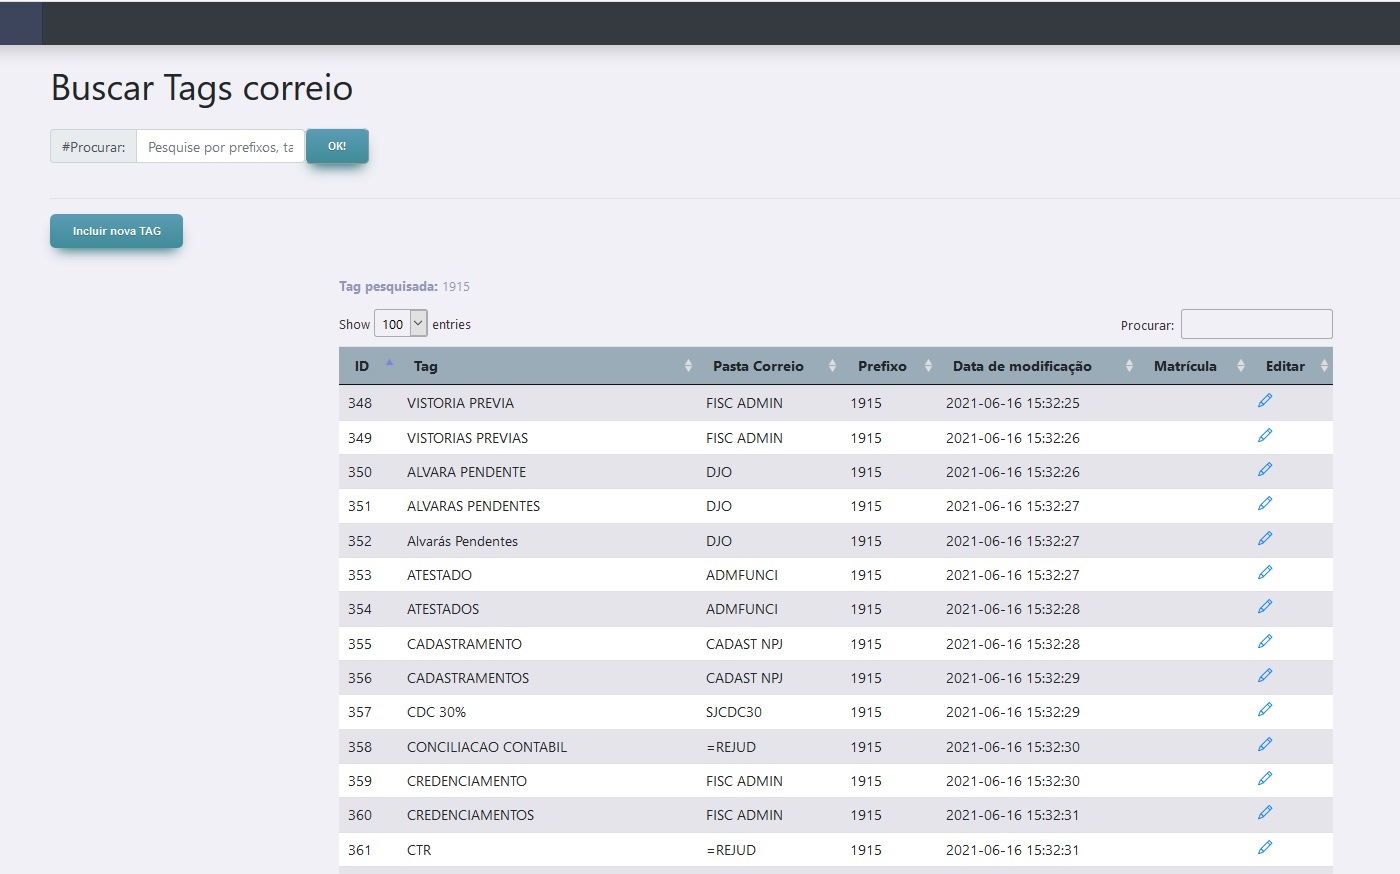 Buscar Tags correio
#Procurar: Pesquise por prefixos, ta OK!
Incluir nova TAG
Tag pesquisada: 1915
Show 100 entries Procurar:
ID Tag Pasta Correio Prefixo Data de modificação Matrícula Editar
348 VISTORIA PREVIA FISC ADMIN 1915 2021-06-16 15:32:25
349 VISTORIAS PREVIAS FISC ADMIN 1915 2021-06-16 15:32:26
350 ALVARA PENDENTE DJO 1915 2021-06-16 15:32:26
351 ALVARAS PENDENTES DJO 1915 2021-06-16 15:32:27
352 Alvarás Pendentes DJO 1915 2021-06-16 15:32:27
353 ATESTADO ADMFUNCI 1915 2021-06-16 15:32:27
354 ATESTADOS ADMFUNCI 1915 2021-06-16 15:32:28
355 CADASTRAMENTO CADAST NPJ 1915 2021-06-16 15:32:28
356 CADASTRAMENTOS CADAST NPJ 1915 2021-06-16 15:32:29
357 CDC 30% SJCDC30 1915 2021-06-16 15:32:29
358 CONCILIACAO CONTABIL =REJUD 1915 2021-06-16 15:32:30
359 CREDENCIAMENTO FISC ADMIN 1915 2021-06-16 15:32:30
360 CREDENCIAMENTOS FISC ADMIN 1915 2021-06-16 15:32:31
361 CTR =REJUD 1915 2021-06-16 15:32:31